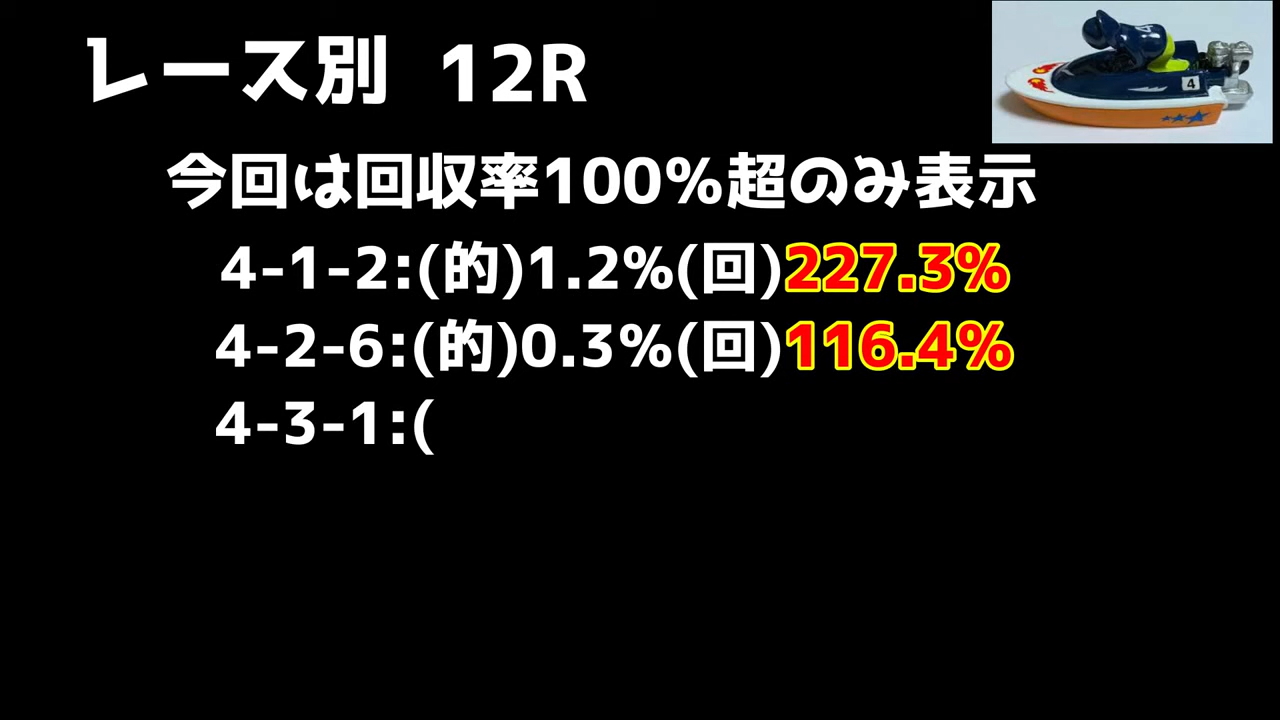 レース別 12R
今回は回収率100%超のみ表示
4-1-2:(的)1.2%(回)227.3%
4-2-6:(的)0.3%(回)116.4%
4-3-1:(
4
4